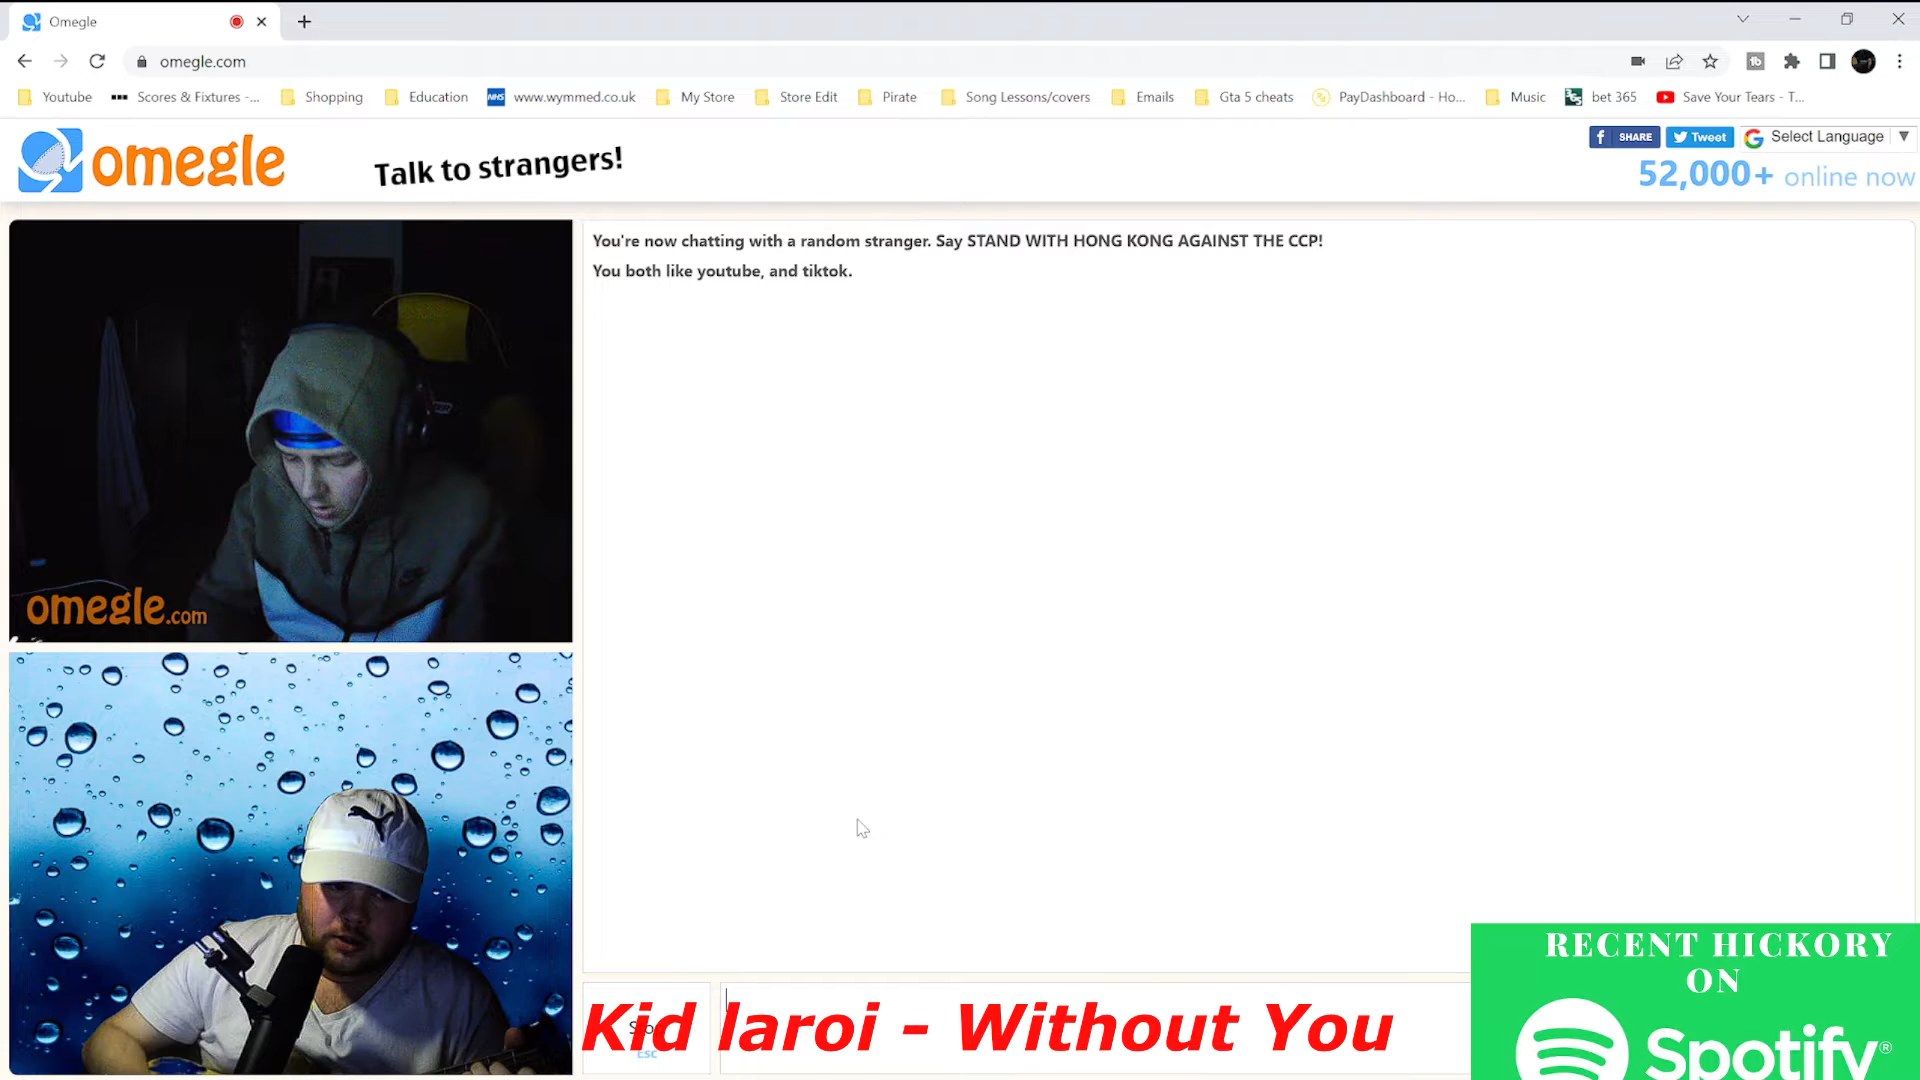 Omegle
omegle.com
Youtube
Scores & Fixtures -...
Shopping
Education
NHS
www.wymmed.co.uk
My Store
Store Edit
Pirate
Song Lessons/covers
Emails
Gta 5 cheats
PayDashboard - Ho...
Music
bet 365
Save Your Tears - T...
omegle
Talk to strangers!
SHARE
Tweet
Select Language
52,000+ online now
You're now chatting with a random stranger. Say STAND WITH HONG KONG AGAINST THE CCP!
You both like youtube, and tiktok.
omegle.com
Kid laroi - Without You
ESC
RECENT HICKORY
ON
Spotify®